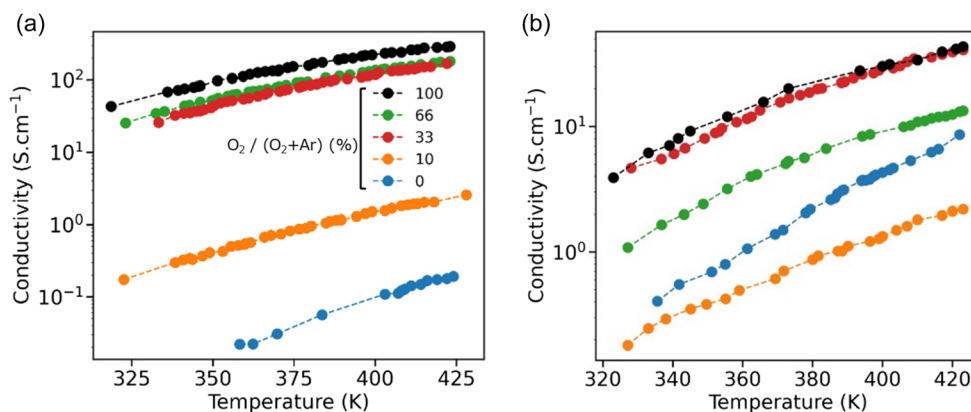 (a)
(b)
Conductivity (S.cm⁻¹)
10²
10¹
10⁰
10⁻¹
O₂ / (O₂+Ar) (%)
100
66
33
10
0
325 350 375 400 425
Temperature (K)
Conductivity (S.cm⁻¹)
10¹
10⁰
320 340 360 380 400 420
Temperature (K)